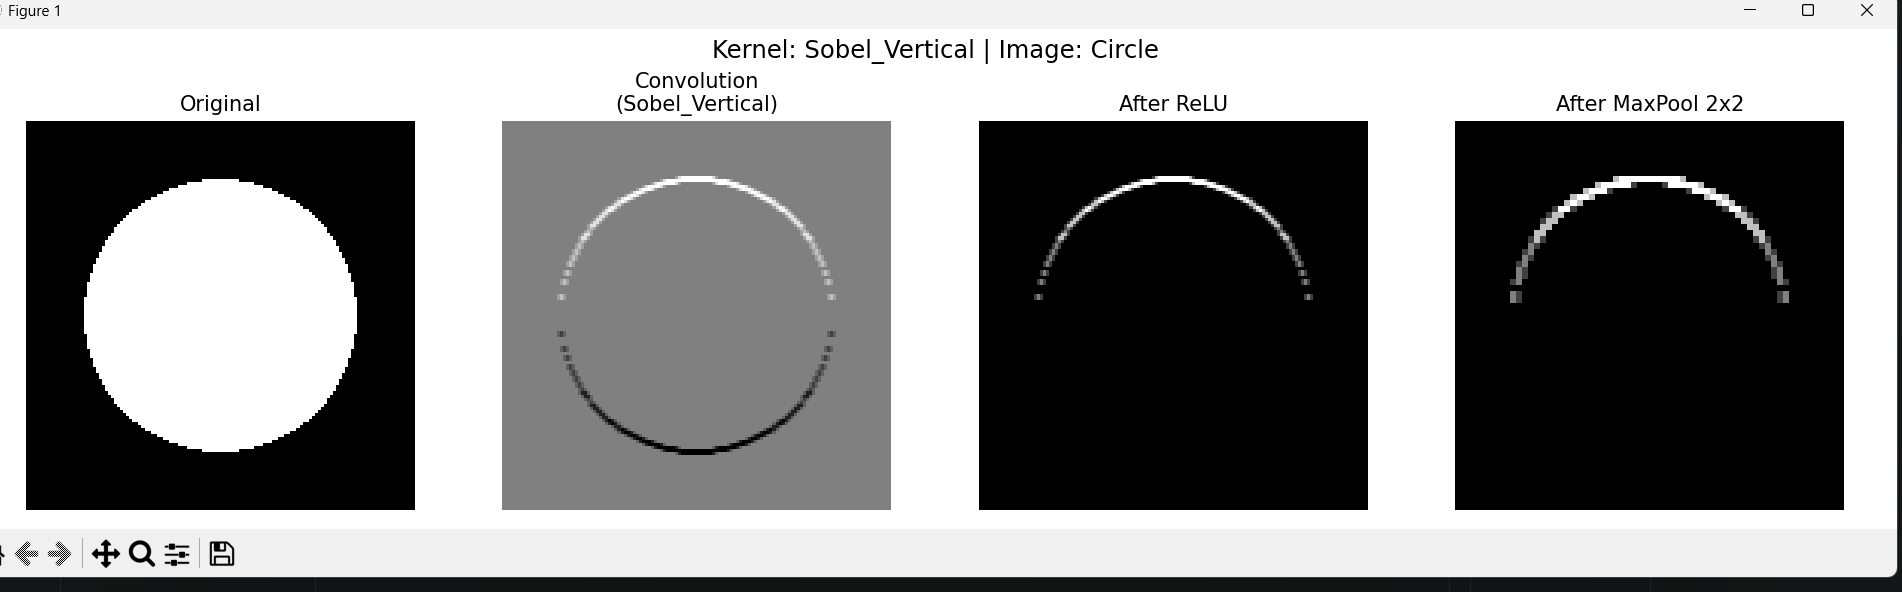 Figure 1
Kernel: Sobel_Vertical | Image: Circle
Original
Convolution
(Sobel_Vertical)
After ReLU
After MaxPool 2x2